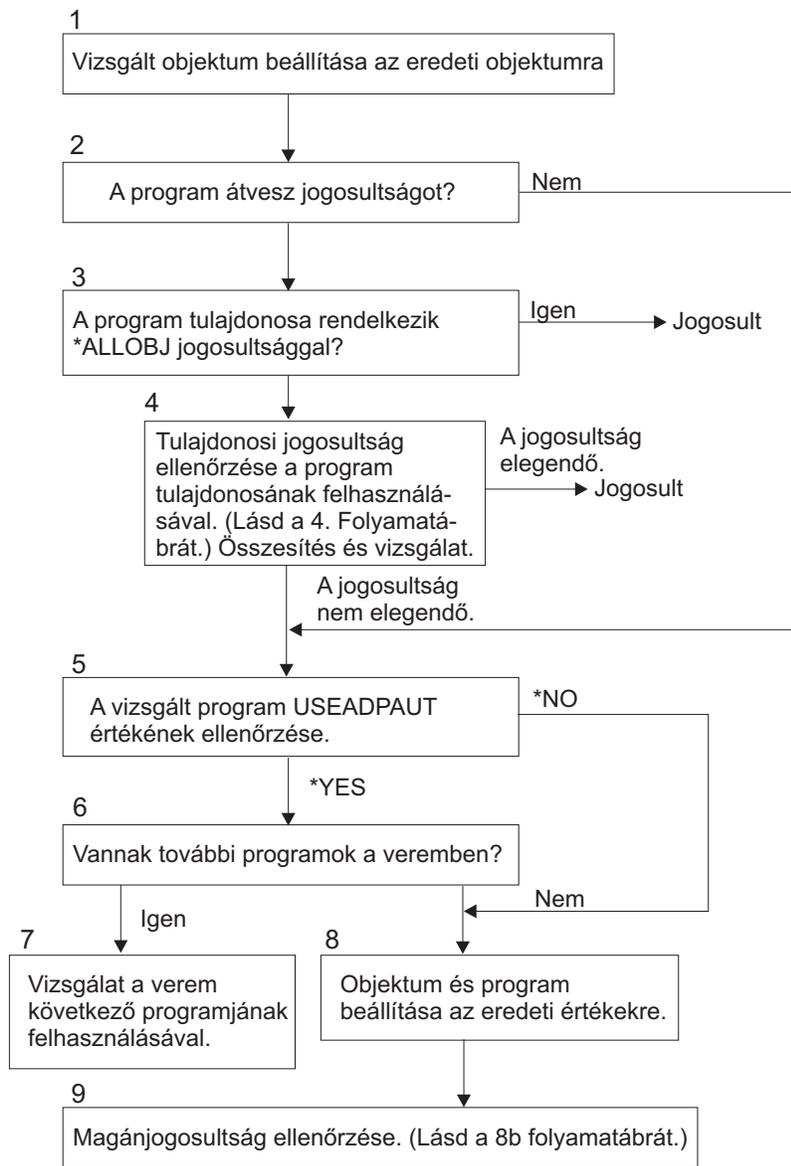 1
Vizsgált objektum beállítása az eredeti objektumra
2
A program átvesz jogosultságot?
Nem
3
A program tulajdonosa rendelkezik
*ALLOBJ jogosultsággal?
Igen
Jogosult
4
Tulajdonosi jogosultság
ellenőrzése a program
tulajdonosának felhasználá-
sával. (Lásd a 4. Folyamatá-
brát.) Összesítés és vizsgálat.
A jogosultság
elegendő.
Jogosult
A jogosultság
nem elegendő.
5
A vizsgált program USEADPAUT
értékének ellenőrzése.
*NO
*YES
6
Vannak további programok a veremben?
Igen
Nem
7
Vizsgálat a verem
következő programjának
felhasználásával.
8
Objektum és program
beállítása az eredeti értékekre.
9
Magánjogosultság ellenőrzése. (Lásd a 8b folyamatábrát.)